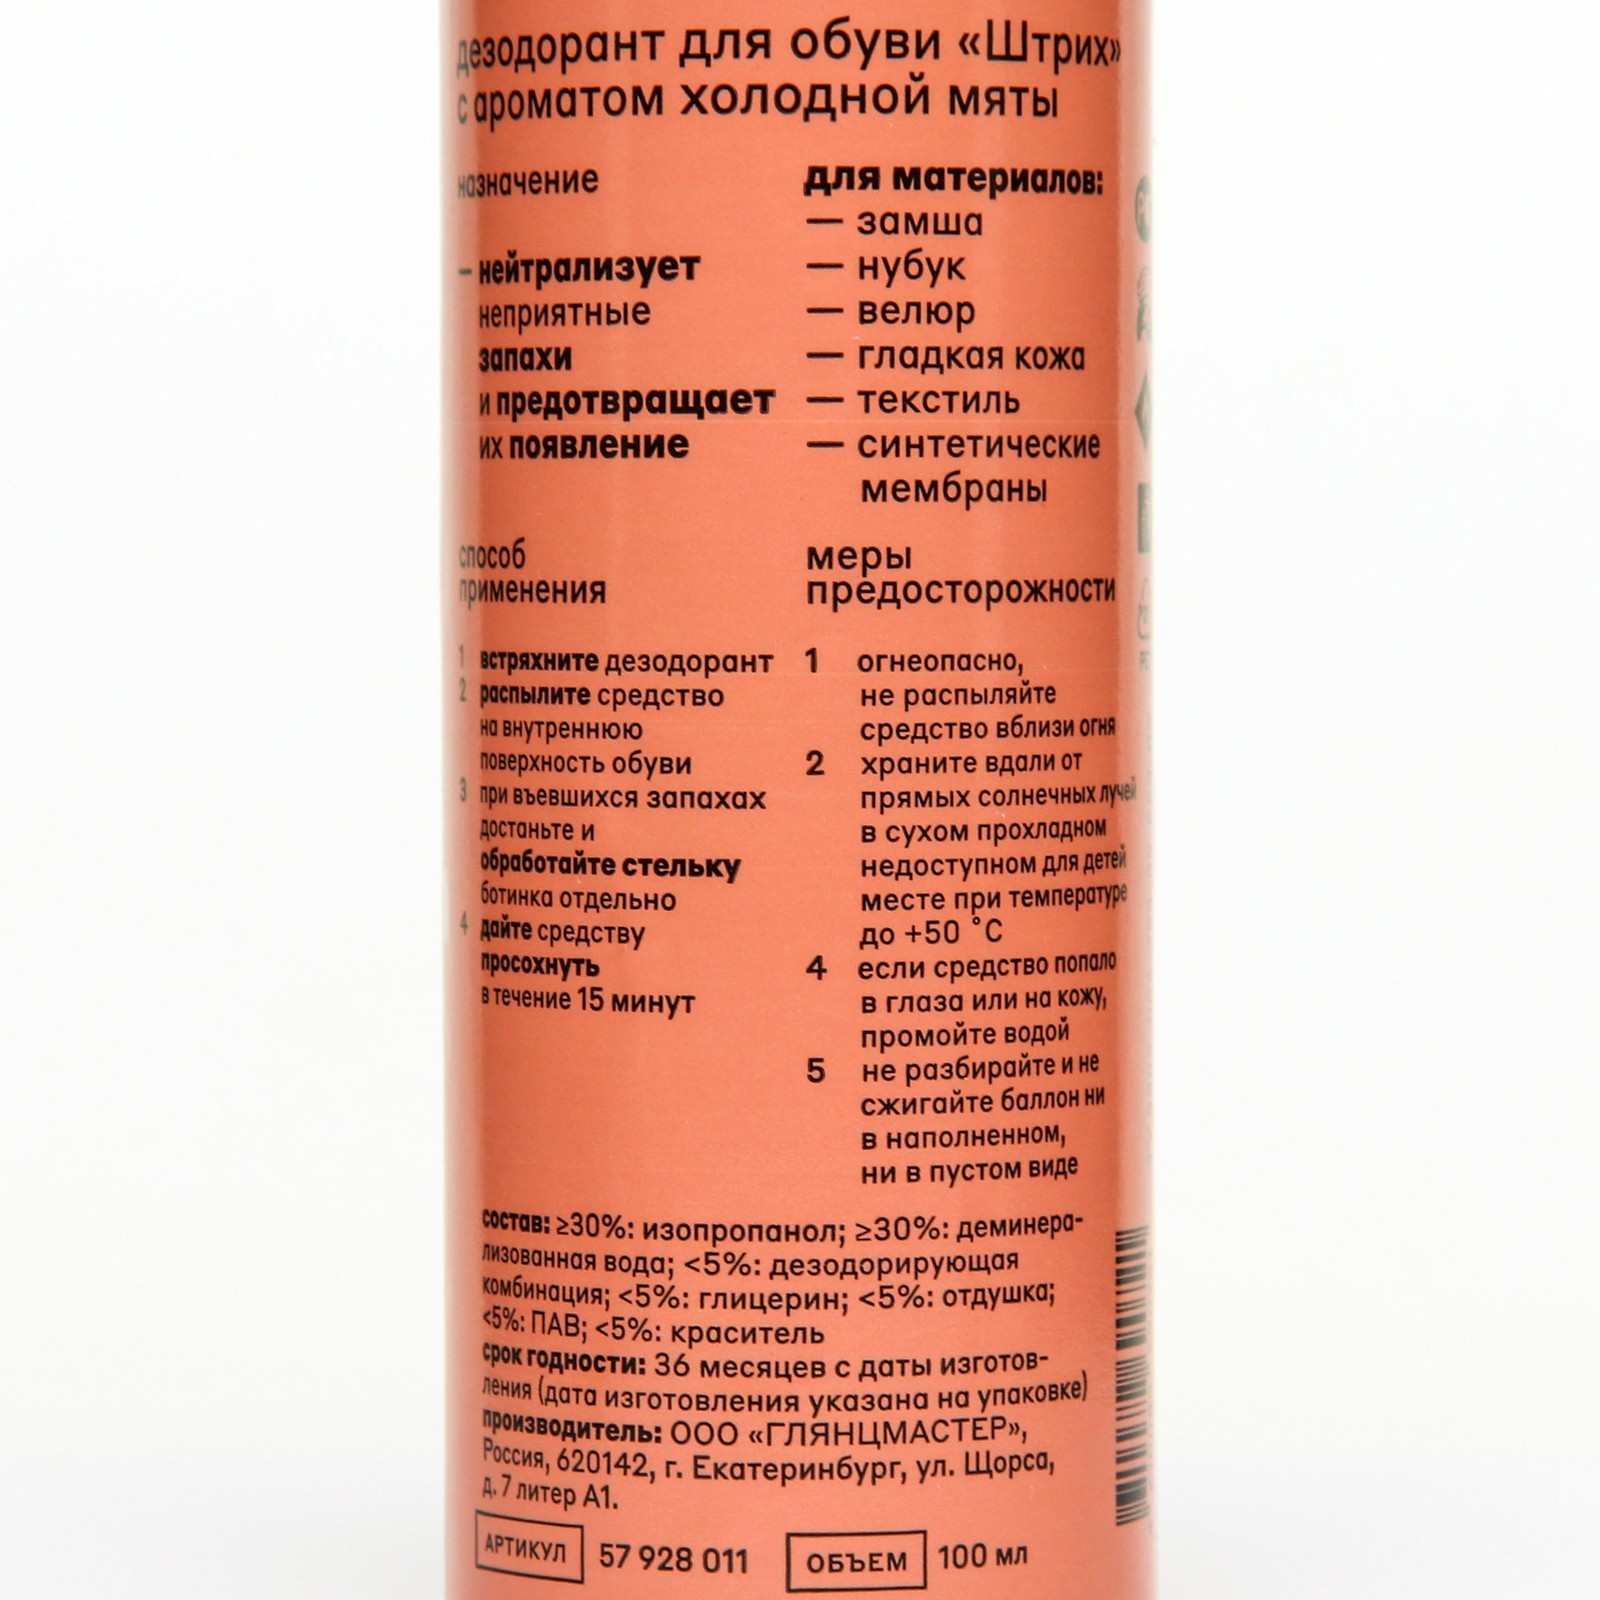 дезодорант для обуви «Штрих»
с ароматом холодной мяты
назначение
– нейтрализует
неприятные
запахи
и предотвращает
их появление
для материалов:
— замша
— нубук
— велюр
— гладкая кожа
— текстиль
— синтетические
мембраны
способ
применения
1 встряхните дезодорант
2 распылите средство
на внутреннюю
поверхность обуви
3 при въевшихся запахах
достаньте и
обработайте стельку
ботинка отдельно
4 дайте средству
просохнуть
в течение 15 минут
меры
предосторожности
1 огнеопасно,
не распыляйте
средство вблизи огня
2 храните вдали от
прямых солнечных лучей
в сухом прохладном
недоступном для детей
месте при температуре
до +50 °C
4 если средство попало
в глаза или на кожу,
промойте водой
5 не разбирайте и не
сжигайте баллон ни
в наполненном,
ни в пустом виде
состав: ≥30%: изопропанол; ≥30%: деминера-
лизованная вода; <5%: дезодорирующая
комбинация; <5%: глицерин; <5%: отдушка;
<5%: ПАВ; <5%: краситель
срок годности: 36 месяцев с даты изготов-
ления (дата изготовления указана на упаковке)
производитель: ООО «ГЛЯНЦМАСТЕР»,
Россия, 620142, г. Екатеринбург, ул. Щорса,
д. 7 литер А1.
АРТИКУЛ 57 928 011 ОБЪЕМ 100 мл